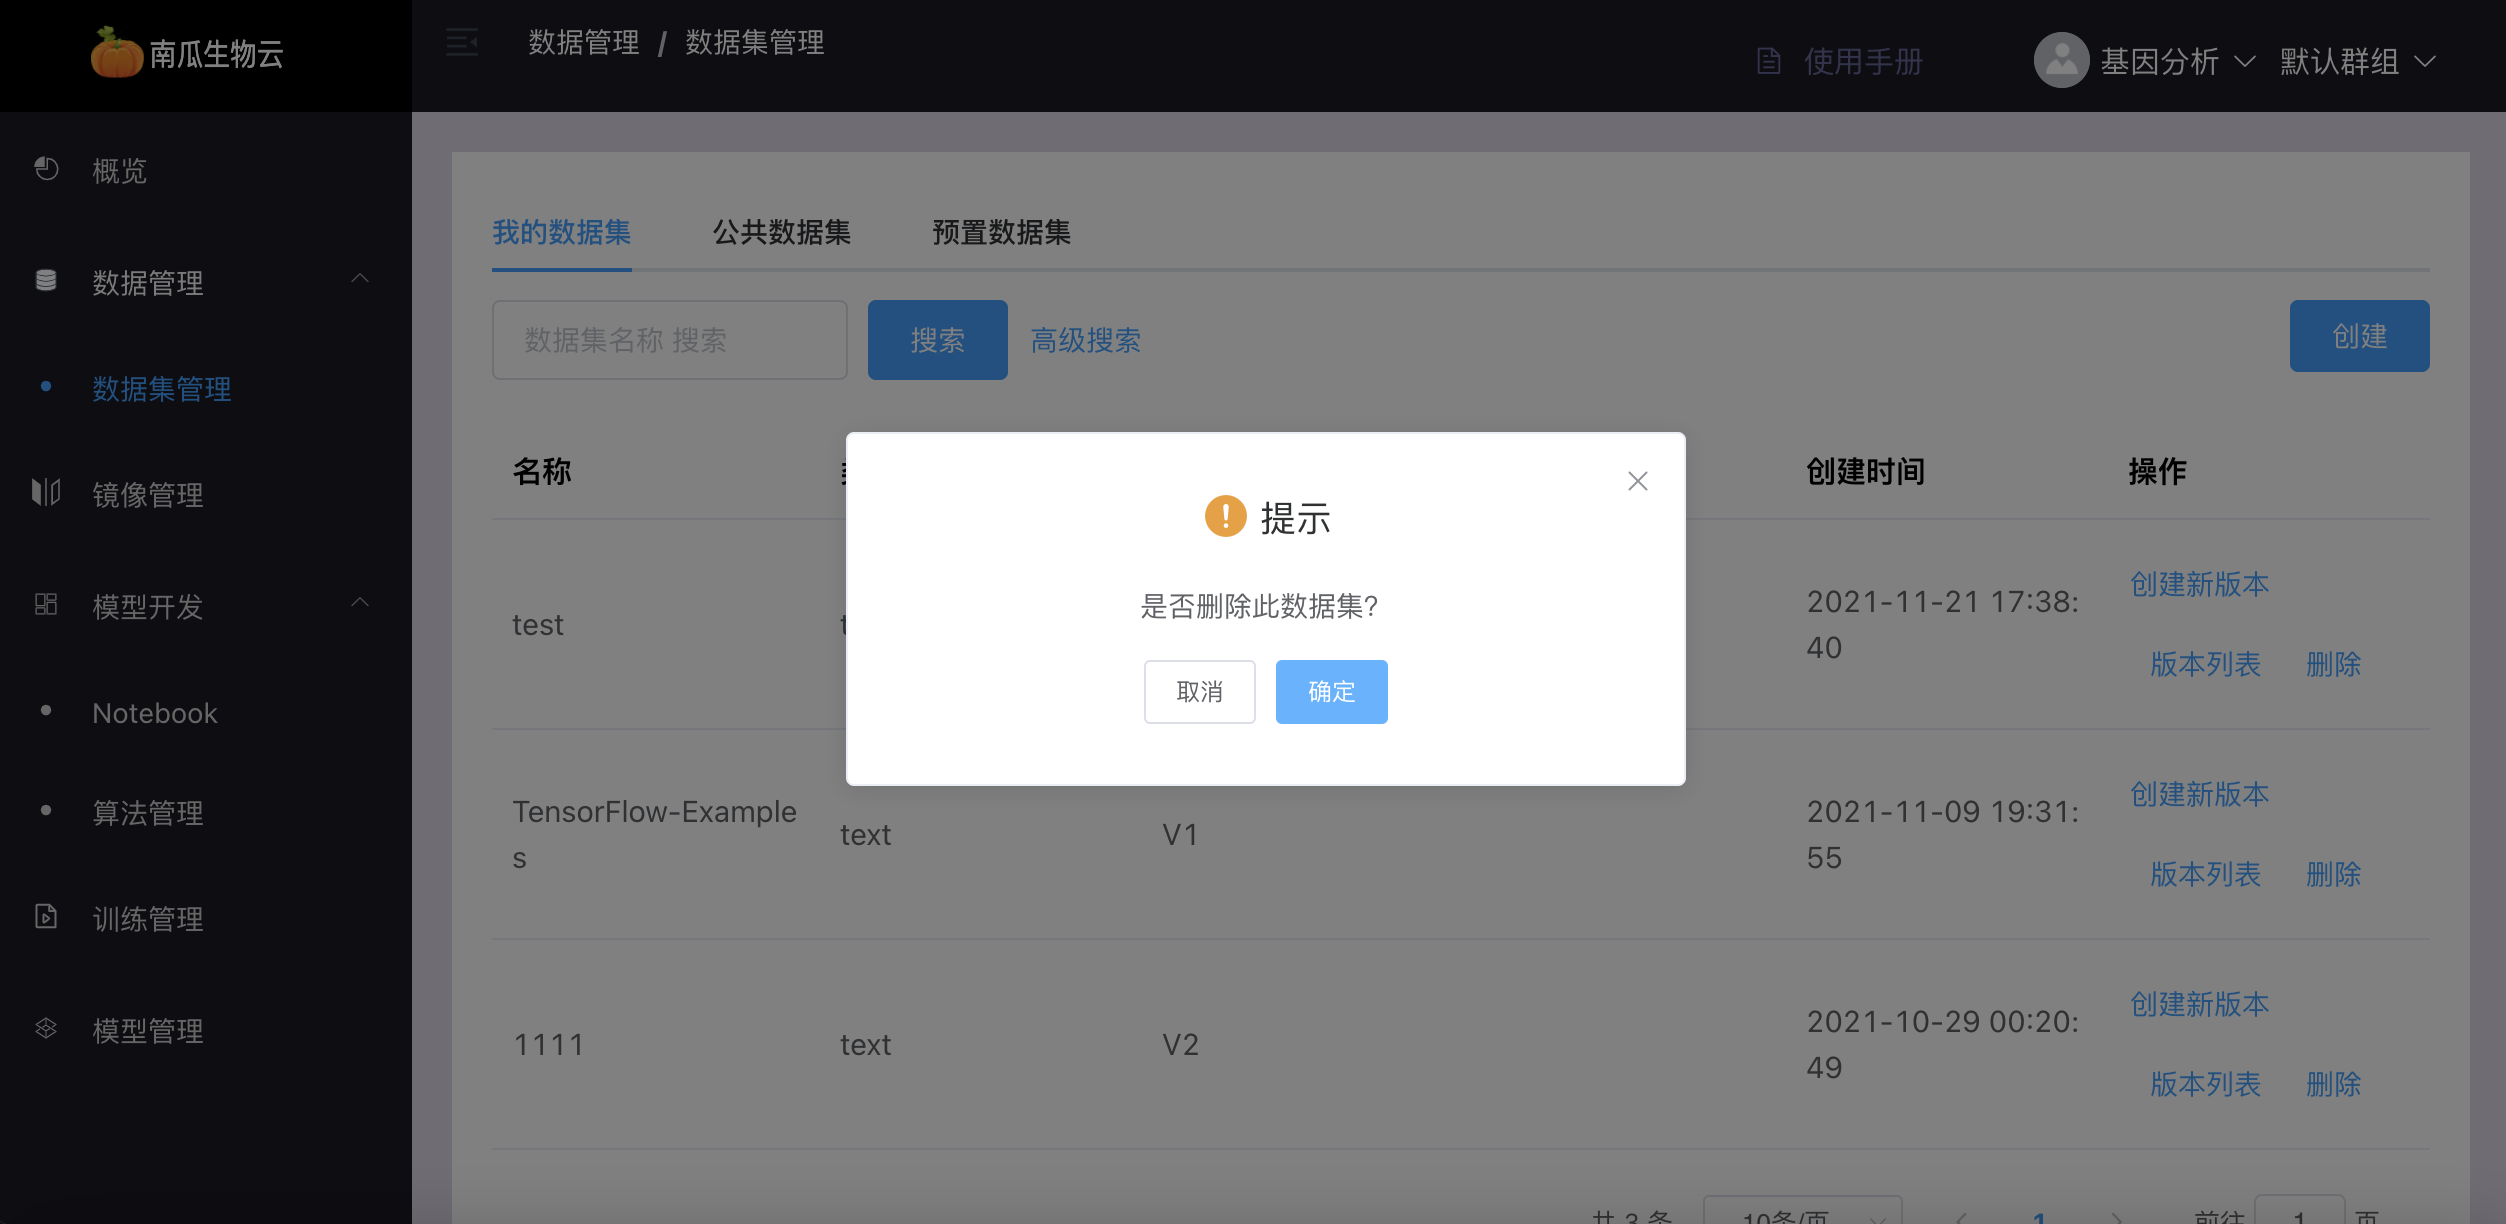 南瓜生物云
数据管理 / 数据集管理
使用手册
基因分析
默认群组
概览
数据管理
数据集管理
镜像管理
模型开发
Notebook
算法管理
训练管理
模型管理
我的数据集 公共数据集 预置数据集
数据集名称 搜索
搜索
高级搜索
创建
名称 创建时间 操作
提示
是否删除此数据集?
取消 确定
test
2021-11-21 17:38:
40
创建新版本
版本列表 删除
TensorFlow-Example
s
text V1
2021-11-09 19:31:
55
创建新版本
版本列表 删除
1111 text V2
2021-10-29 00:20:
49
创建新版本
版本列表 删除
共 3 条 10条/页 1 前往 1 页